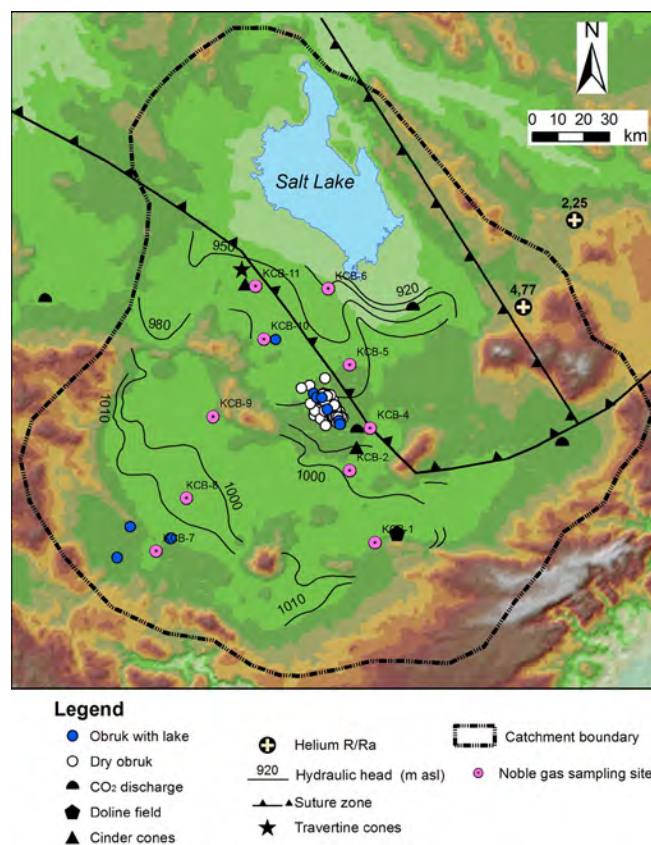 N
0 10 20 30
km
Salt Lake
2,25
950
KCB-11
KCB-6
920
4,77
980
KCB-10
KCB-5
1010
KCB-9
KCB-4
KCB-2
1000
KCB-8
1000
KCB-7
KCB-1
1010
Legend
Obruk with lake
Dry obruk
CO₂ discharge
Doline field
Cinder cones
Helium R/Ra
920 Hydraulic head (m asl)
Suture zone
Travertine cones
Catchment boundary
Noble gas sampling site